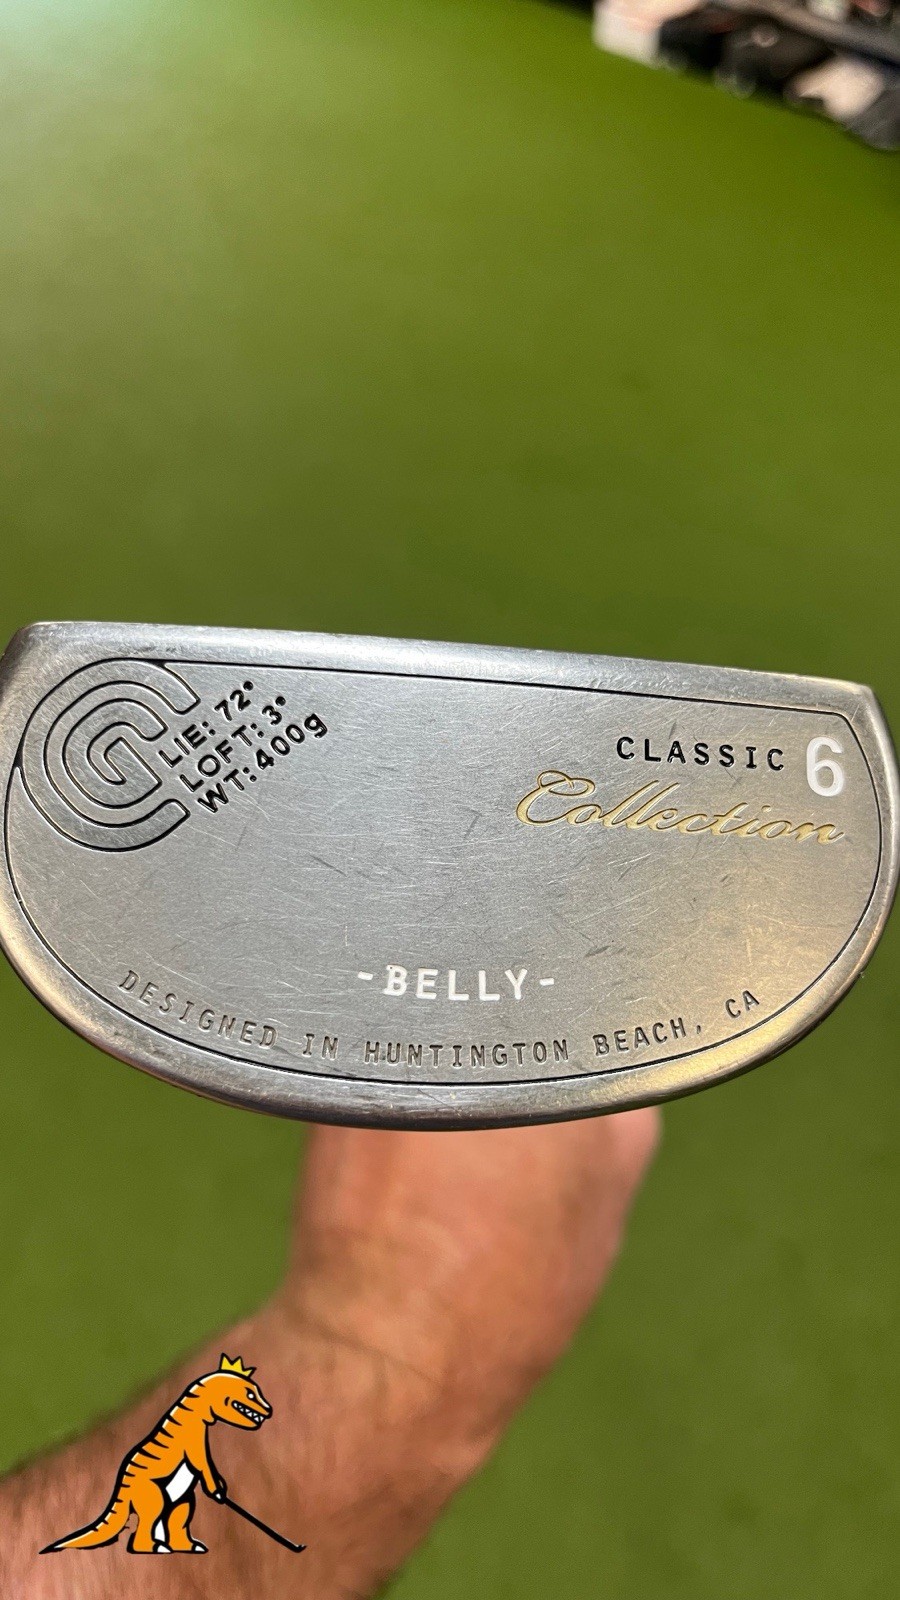 LIE: 72°
LOFT: 3°
WT: 400g
CLASSIC 6
Collection
-BELLY-
DESIGNED IN HUNTINGTON BEACH, CA